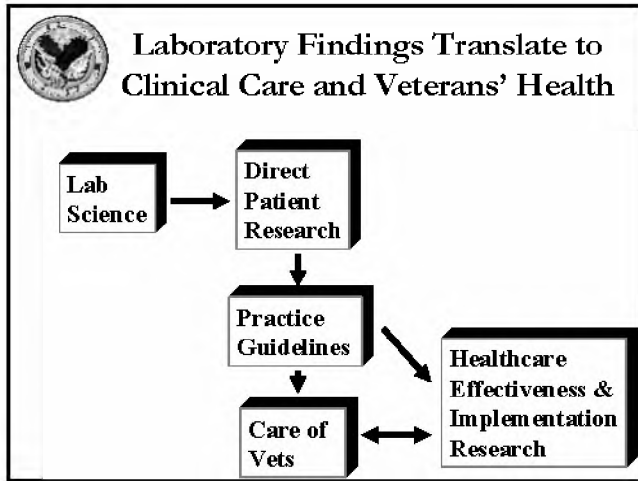 Laboratory Findings Translate to
Clinical Care and Veterans' Health
Lab
Science
Direct
Patient
Research
Practice
Guidelines
Healthcare
Effectiveness &
Implementation
Research
Care of
Vets